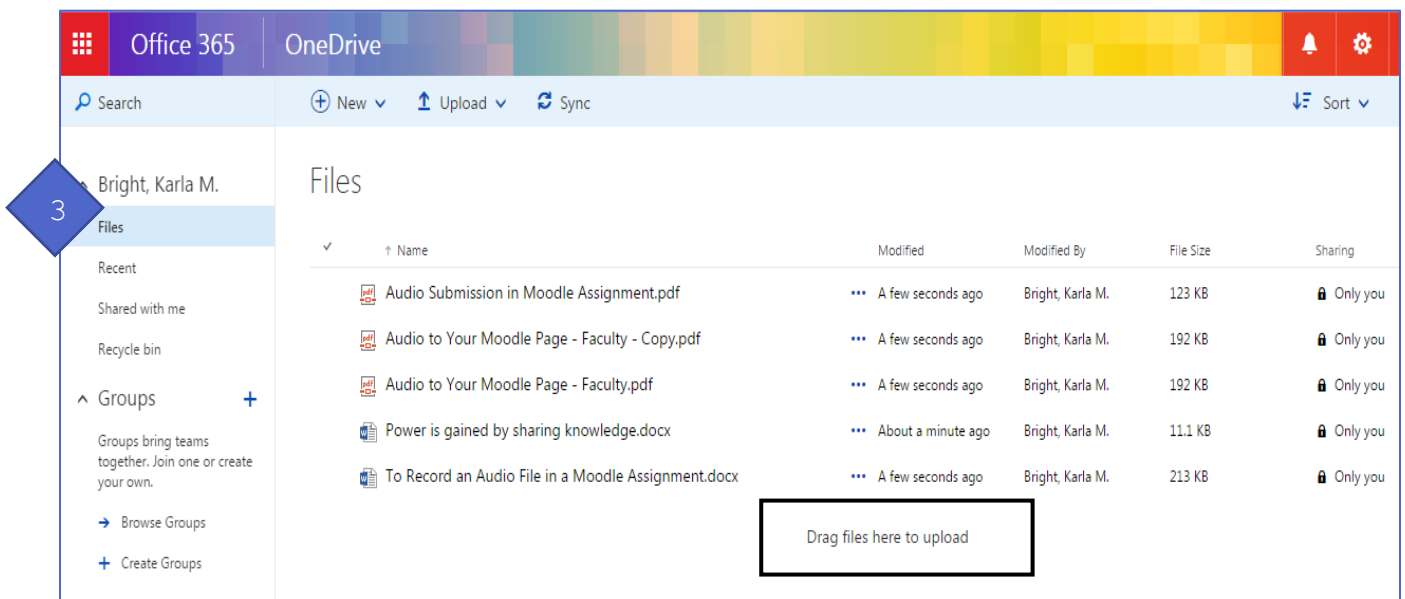 Office 365 OneDrive
Search New Upload Sync Sort
3
Bright, Karla M.
Files
Recent
Shared with me
Recycle bin
Groups +
Groups bring teams
together. Join one or create
your own.
→ Browse Groups
+ Create Groups
Files
✓ ↑ Name Modified Modified By File Size Sharing
pdf Audio Submission in Moodle Assignment.pdf ••• A few seconds ago Bright, Karla M. 123 KB Only you
pdf Audio to Your Moodle Page - Faculty - Copy.pdf ••• A few seconds ago Bright, Karla M. 192 KB Only you
pdf Audio to Your Moodle Page - Faculty.pdf ••• A few seconds ago Bright, Karla M. 192 KB Only you
Power is gained by sharing knowledge.docx ••• About a minute ago Bright, Karla M. 11.1 KB Only you
To Record an Audio File in a Moodle Assignment.docx ••• A few seconds ago Bright, Karla M. 213 KB Only you
Drag files here to upload